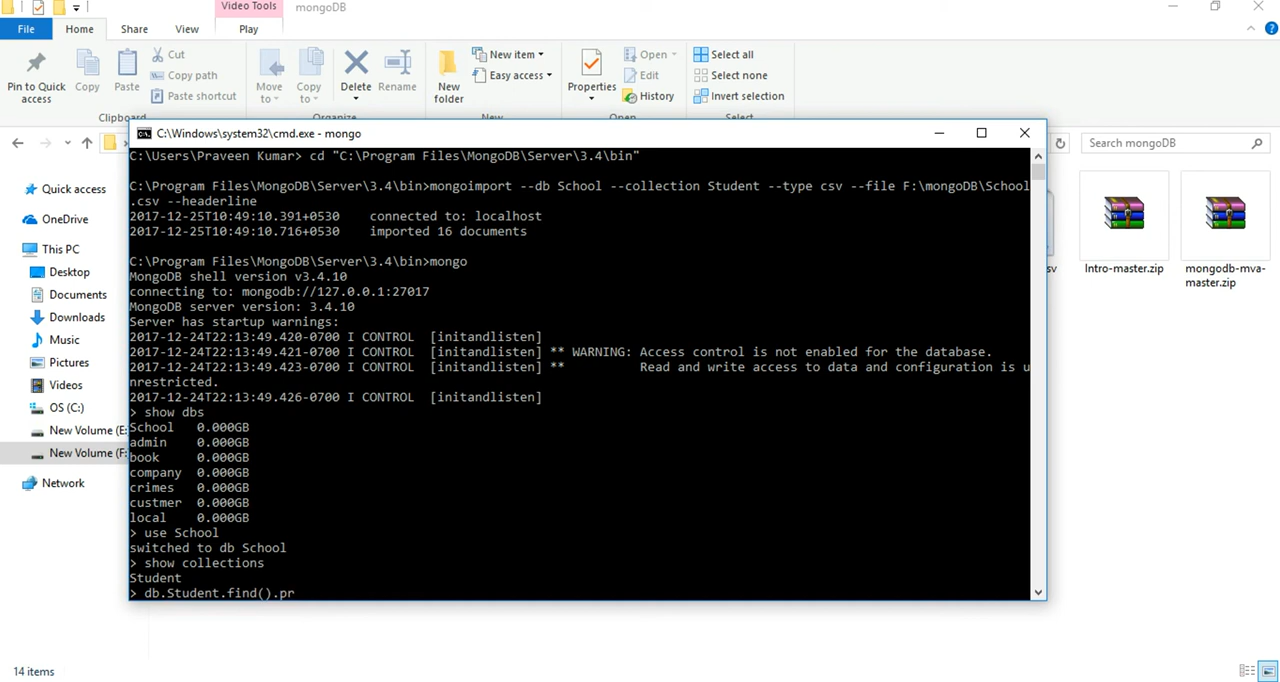 Video Tools
mongoDB
File
Home
Share
View
Play
Pin to Quick access
Copy
Paste
Cut
Copy path
Paste shortcut
Move to
Copy to
Delete
Rename
New folder
New item
Easy access
Properties
Open
Edit
History
Select all
Select none
Invert selection
Clipboard
Organize
New
Open
Select
Search mongoDB
Quick access
OneDrive
This PC
Desktop
Documents
Downloads
Music
Pictures
Videos
OS (C:)
New Volume (E:
New Volume (F:
Network
C:\Windows\system32\cmd.exe - mongo
C:\Users\Praveen Kumar> cd "C:\Program Files\MongoDB\Server\3.4\bin"
C:\Program Files\MongoDB\Server\3.4\bin>mongoimport --db School --collection Student --type csv --file F:\mongoDB\School
.csv --headerline
2017-12-25T10:49:10.391+0530    connected to: localhost
2017-12-25T10:49:10.716+0530    imported 16 documents
C:\Program Files\MongoDB\Server\3.4\bin>mongo
MongoDB shell version v3.4.10
connecting to: mongodb://127.0.0.1:27017
MongoDB server version: 3.4.10
Server has startup warnings:
2017-12-24T22:13:49.420-0700 I CONTROL  [initandlisten]
2017-12-24T22:13:49.421-0700 I CONTROL  [initandlisten] ** WARNING: Access control is not enabled for the database.
2017-12-24T22:13:49.423-0700 I CONTROL  [initandlisten] **          Read and write access to data and configuration is u
nrestricted.
2017-12-24T22:13:49.426-0700 I CONTROL  [initandlisten]
> show dbs
School   0.000GB
admin    0.000GB
book     0.000GB
company  0.000GB
crimes   0.000GB
custmer  0.000GB
local    0.000GB
> use School
switched to db School
> show collections
Student
> db.Student.find().pr
sv
Intro-master.zip
mongodb-mva-master.zip
14 items